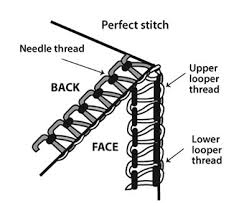 Perfect stitch
Needle thread
Upper
looper
thread
BACK
FACE
Lower
looper
thread